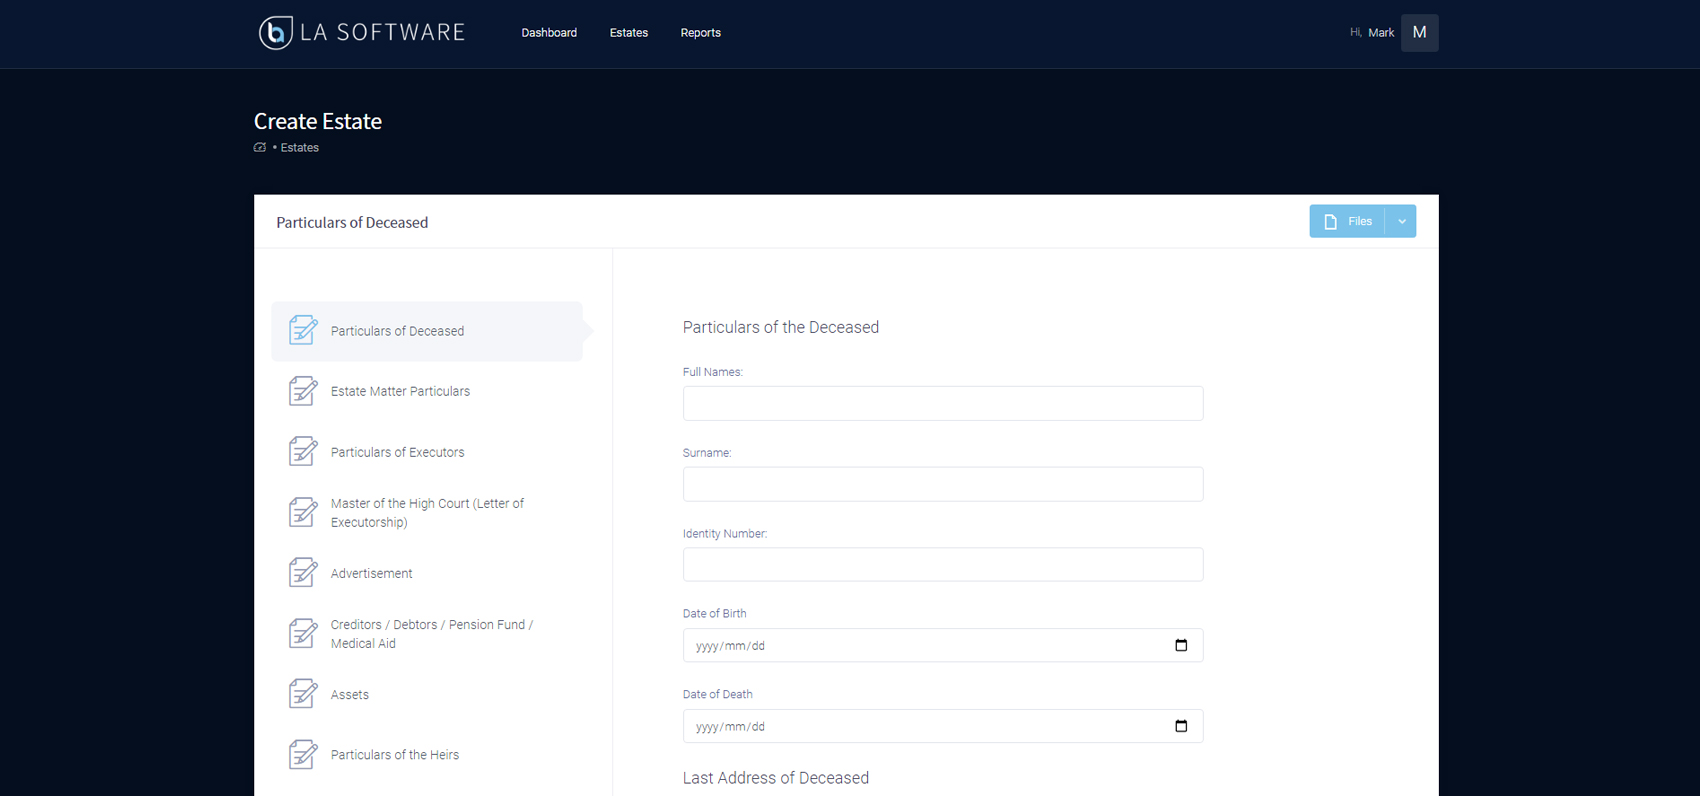 LA SOFTWARE
Dashboard
Estates
Reports
Hi, Mark
M
Create Estate
• Estates
Particulars of Deceased
Files
Particulars of Deceased
Estate Matter Particulars
Particulars of Executors
Master of the High Court (Letter of
Executorship)
Advertisement
Creditors / Debtors / Pension Fund /
Medical Aid
Assets
Particulars of the Heirs
Particulars of the Deceased
Full Names:
Surname:
Identity Number:
Date of Birth
yyyy/mm/dd
Date of Death
yyyy/mm/dd
Last Address of Deceased